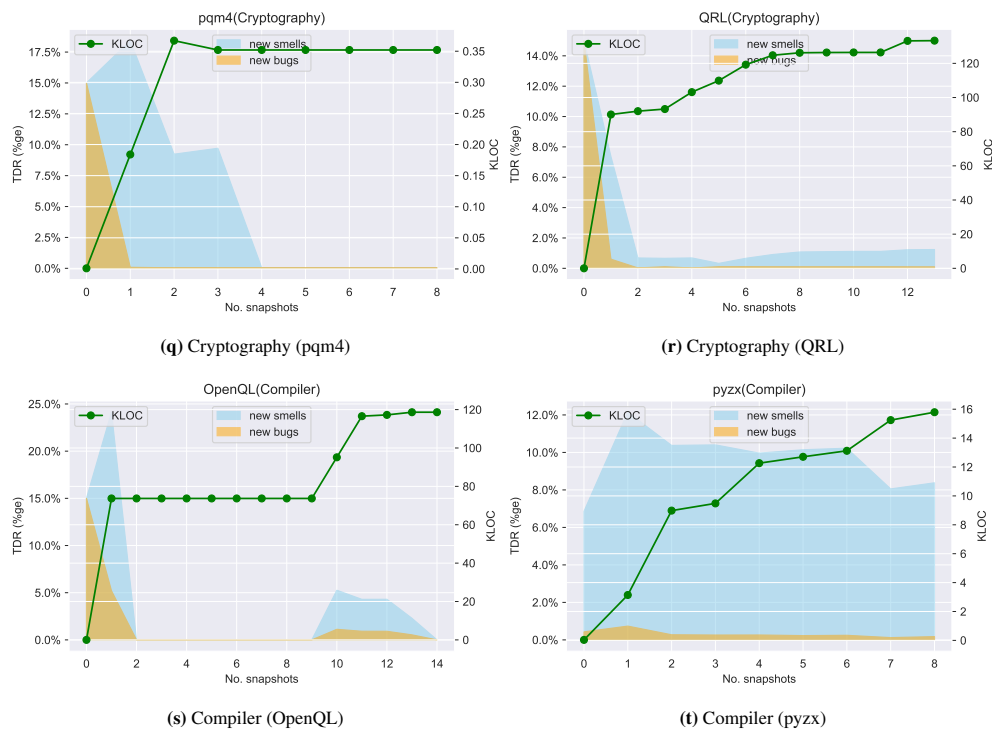 pqm4(Cryptography)
KLOC
new smells
new bugs
17.5%
15.0%
12.5%
10.0%
7.5%
5.0%
2.5%
0.0%
TDR (%ge)
0.35
0.30
0.25
0.20
0.15
0.10
0.05
0.00
KLOC
0 1 2 3 4 5 6 7 8
No. snapshots
(q) Cryptography (pqm4)
QRL(Cryptography)
KLOC
new smells
new bugs
14.0%
12.0%
10.0%
8.0%
6.0%
4.0%
2.0%
0.0%
TDR (%ge)
120
100
80
60
40
20
0
KLOC
0 2 4 6 8 10 12
No. snapshots
(r) Cryptography (QRL)
OpenQL(Compiler)
KLOC
new smells
new bugs
25.0%
20.0%
15.0%
10.0%
5.0%
0.0%
TDR (%ge)
120
100
80
60
40
20
0
KLOC
0 2 4 6 8 10 12 14
No. snapshots
(s) Compiler (OpenQL)
pyzx(Compiler)
KLOC
new smells
new bugs
12.0%
10.0%
8.0%
6.0%
4.0%
2.0%
0.0%
TDR (%ge)
16
14
12
10
8
6
4
2
0
KLOC
0 1 2 3 4 5 6 7 8
No. snapshots
(t) Compiler (pyzx)